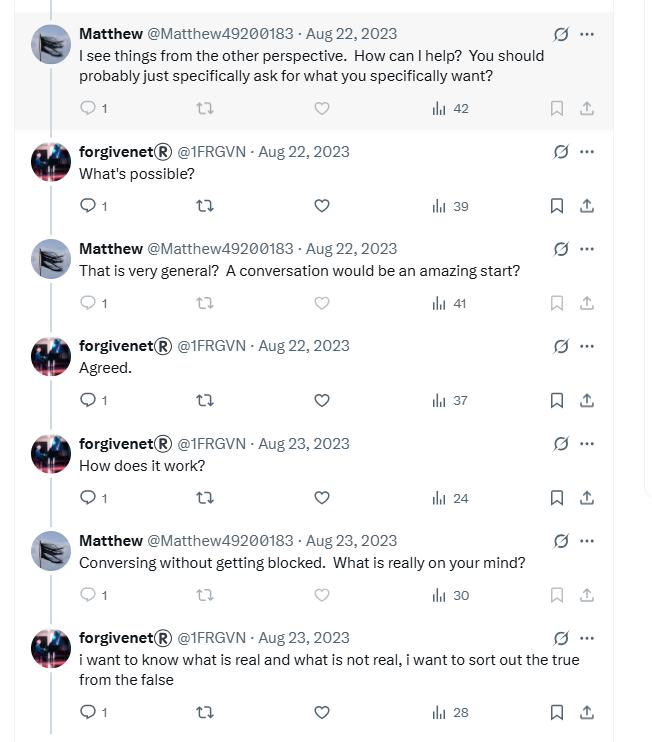 Matthew @Matthew49200183 · Aug 22, 2023
I see things from the other perspective.  How can I help?  You should
probably just specifically ask for what you specifically want?
1 42
forgivenet®️ @1FRGVN · Aug 22, 2023
What's possible?
1 39
Matthew @Matthew49200183 · Aug 22, 2023
That is very general?  A conversation would be an amazing start?
1 41
forgivenet®️ @1FRGVN · Aug 22, 2023
Agreed.
1 37
forgivenet®️ @1FRGVN · Aug 23, 2023
How does it work?
1 24
Matthew @Matthew49200183 · Aug 23, 2023
Conversing without getting blocked.  What is really on your mind?
1 30
forgivenet®️ @1FRGVN · Aug 23, 2023
i want to know what is real and what is not real, i want to sort out the true
from the false
1 28